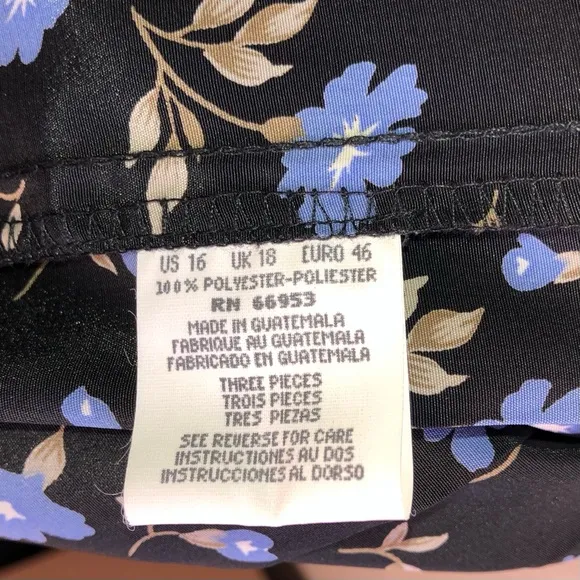 US 16 UK 18 EURO 46
100% POLYESTER-POLIESTER
RN 66953
MADE IN GUATEMALA
FABRIQUE AU GUATEMALA
FABRICADO EN GUATEMALA
THREE PIECES
TROIS PIECES
TRES PIEZAS
SEE REVERSE FOR CARE
INSTRUCTIONS AU DOS
INSTRUCCIONES AL DORSO